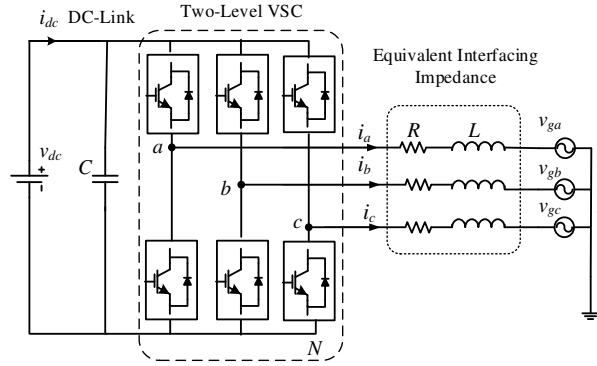 i_dc DC-Link
Two-Level VSC
Equivalent Interfacing
Impedance
v_dc
+
-
C
a
b
c
N
i_a
i_b
i_c
R
L
v_ga
v_gb
v_gc